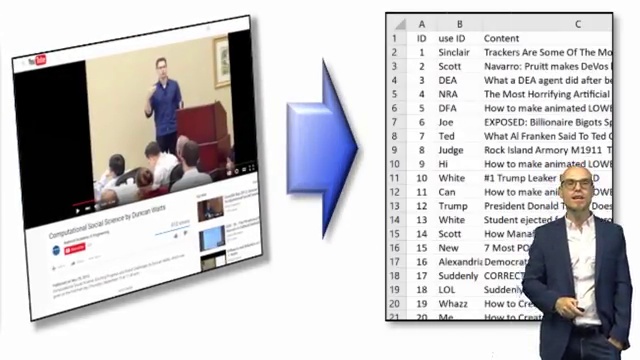 YouTube
Computational Social Science by Duncan Watts
A B C
1 ID use ID Content
2 1 Sinclair Trackers Are Some Of The Mo
3 2 Scott Navarro: Pruitt makes DeVos
4 3 DEA What a DEA agent did after be
5 4 NRA The Most Horrifying Artificial
6 5 DFA How to make animated LOWE
7 6 Joe EXPOSED: Billionaire Bigots Sp
8 7 Ted What Al Franken Said To Ted C
9 8 Judge Rock Island Armory M1911 T
10 9 Hi How to make animated LOWE
11 10 White #1 Trump Leaker
12 11 Can How to make ani
13 12 Trump President Donald T Does
14 13 White Student ejected f
15 14 Scott How Mana
16 15 New 7 Most PO
17 16 Alexandria Democrat
18 17 Suddenly CORRECT
19 18 LOL Suddenly
20 19 Whazz How to Cre
21 20 Me How to Creat